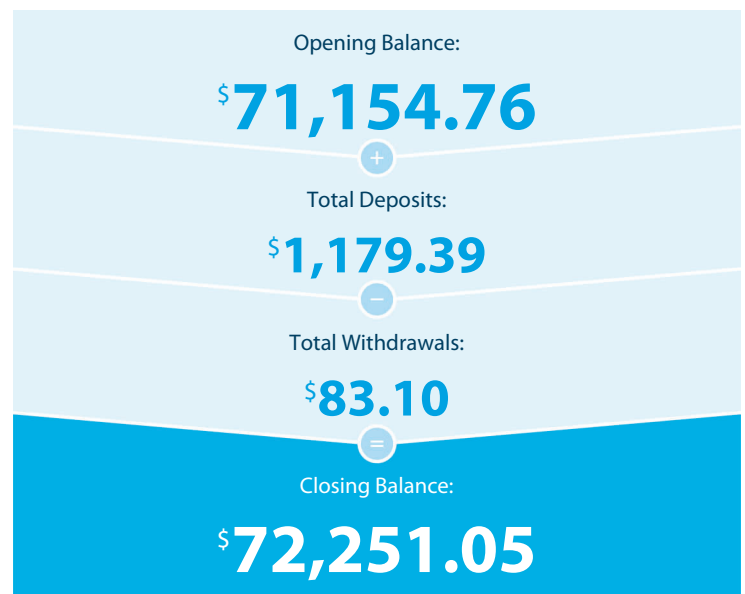 Opening Balance:
$71,154.76
+
Total Deposits:
$1,179.39
−
Total Withdrawals:
$83.10
=
Closing Balance:
$72,251.05